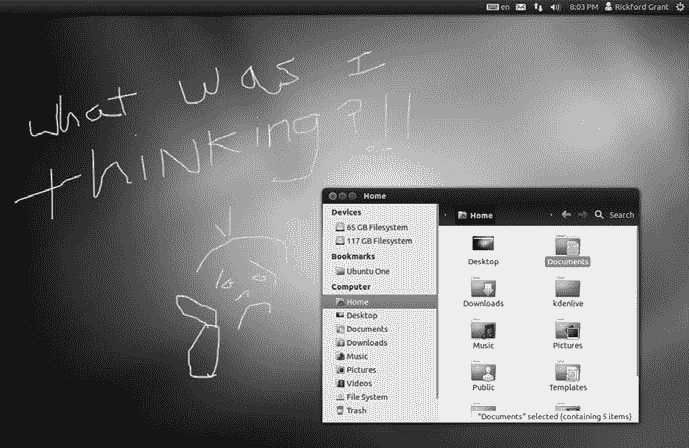 en 8:03 PM Rickford Grant
what was I
thinking?!!
Home
Devices
65 GB Filesystem
117 GB Filesystem
Bookmarks
Ubuntu One
Computer
Home
Desktop
Documents
Downloads
Music
Pictures
Videos
File System
Trash
Home Search
Desktop Documents
Downloads kdenlive
Music Pictures
Public Templates
"Documents" selected (containing 5 items)